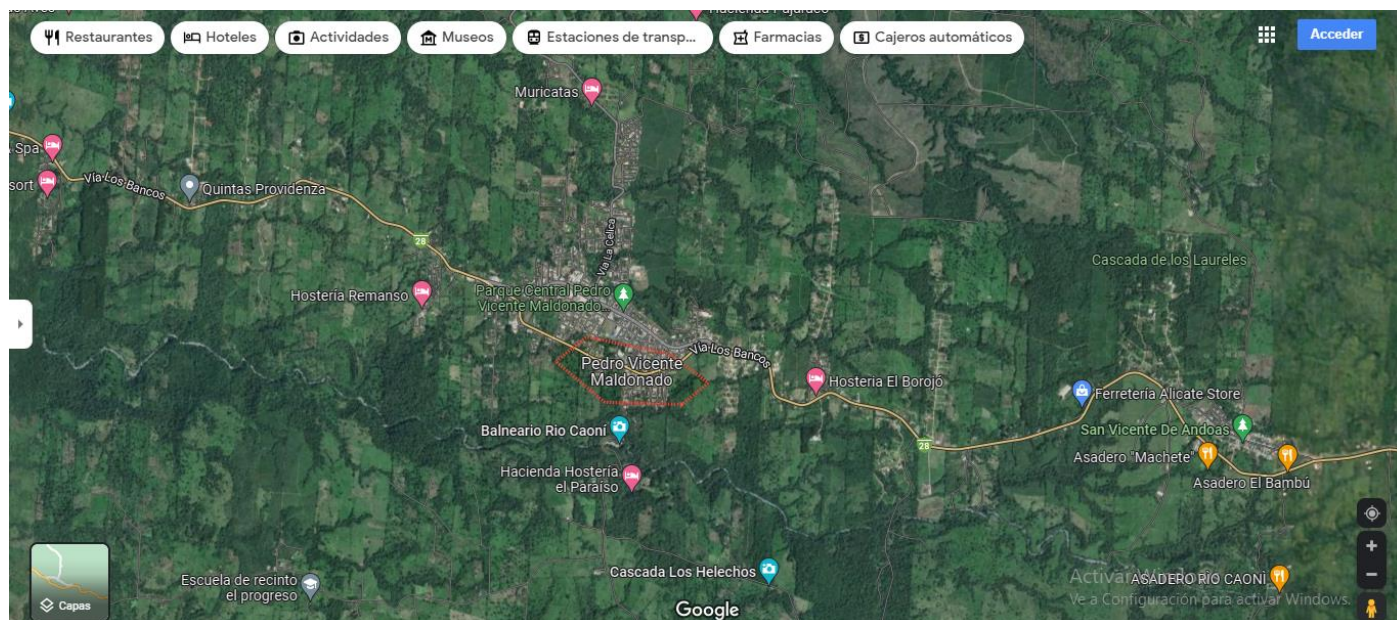 Restaurantes
Hoteles
Actividades
Museos
Estaciones de transp...
Farmacias
Cajeros automáticos
Acceder
Muricatas
Spa
sort
Vía Los Bancos
Quintas Providenza
Vía La Celica
28
Cascada de los Laureles
Hostería Remanso
Parque Central Pedro
Vicente Maldonado...
Vía Los Bancos
Pedro Vicente
Maldonado
Hosteria El Borojó
Ferretería Alicate Store
Balneario Rio Caoní
San Vicente De Andoas
28
Asadero "Machete"
Hacienda Hostería
el Paraíso
Asadero El Bambú
Escuela de recinto
el progreso
Cascada Los Helechos
Activar Windows
ASADERO RIO CAONI
Ve a Configuración para activar Windows.
Capas
Google